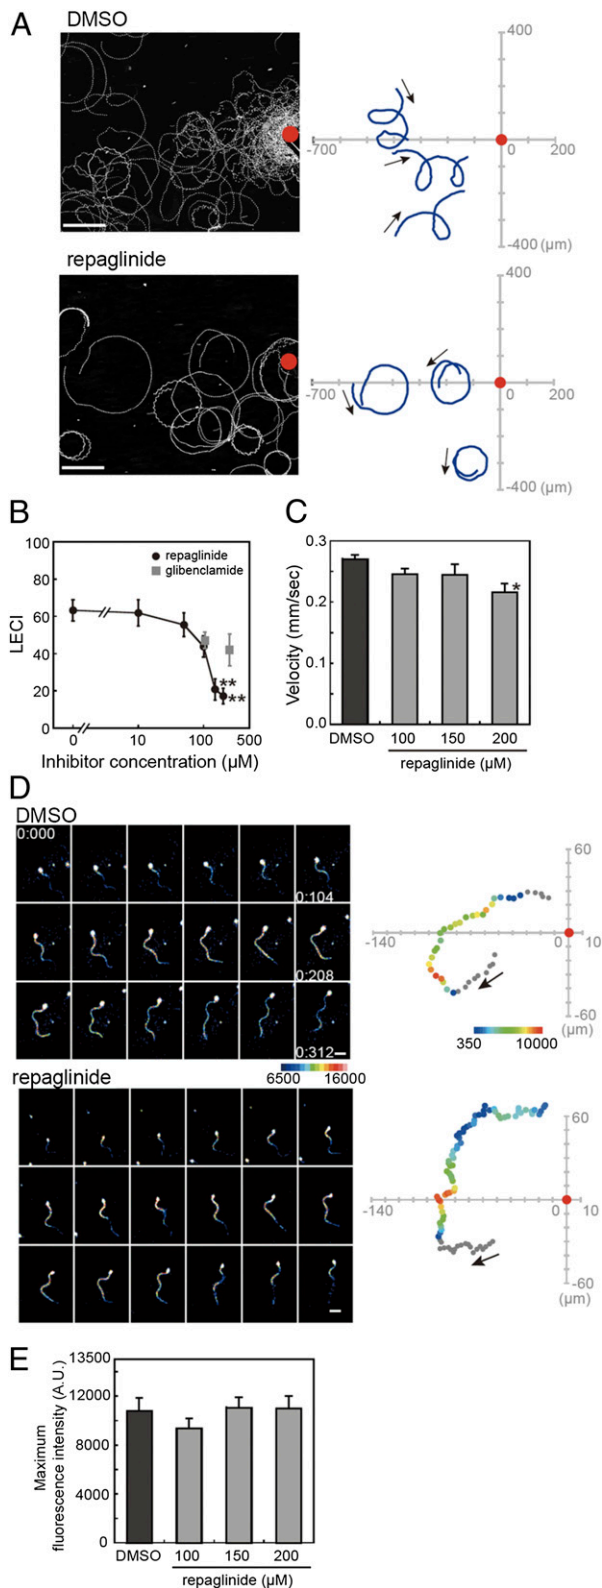 A
DMSO
400
-700
0
200
-400 (µm)
repaglinide
400
-700
0
200
-400 (µm)
B
LECI
100
80
60
40
20
0
repaglinide
glibenclamide
**
**
0
10
100
500
Inhibitor concentration (µM)
C
Velocity (mm/sec)
0.3
0.2
0.1
0.0
*
DMSO
100
150
200
repaglinide (µM)
D
DMSO
0:000
0:104
0:208
0:312
60
-140
0
10
-60
(µm)
350
10000
6500
16000
repaglinide
60
-140
0
10
-60
(µm)
E
Maximum
fluorescence intensity (A.U.)
13500
12000
8000
4000
0
DMSO
100
150
200
repaglinide (µM)